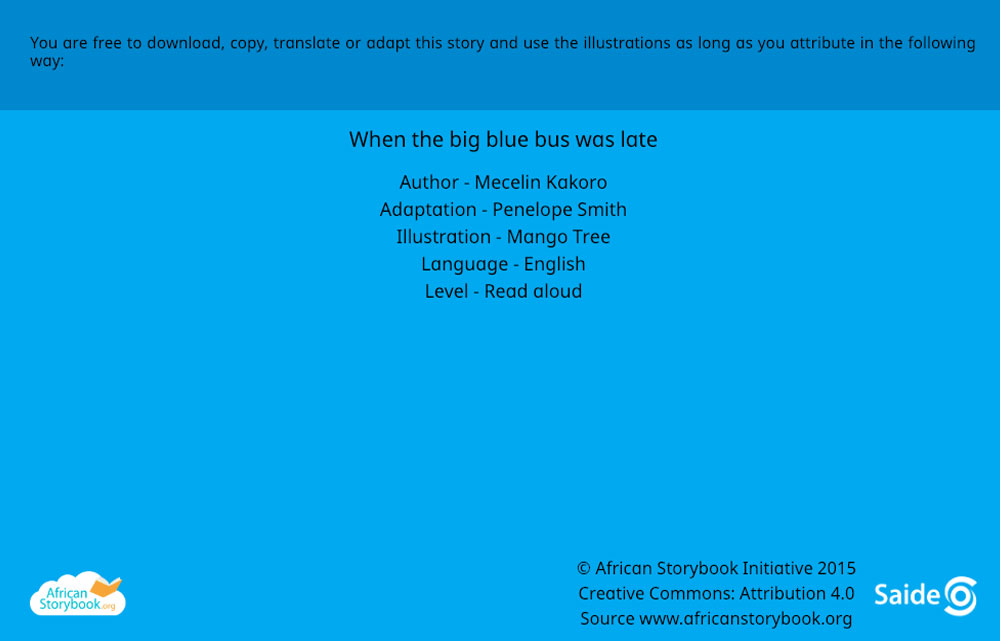 You are free to download, copy, translate or adapt this story and use the illustrations as long as you attribute in the following
way:
When the big blue bus was late
Author - Mecelin Kakoro
Adaptation - Penelope Smith
Illustration - Mango Tree
Language - English
Level - Read aloud
© African Storybook Initiative 2015
Creative Commons: Attribution 4.0
Source www.africanstorybook.org
African
Storybook.org
Saide